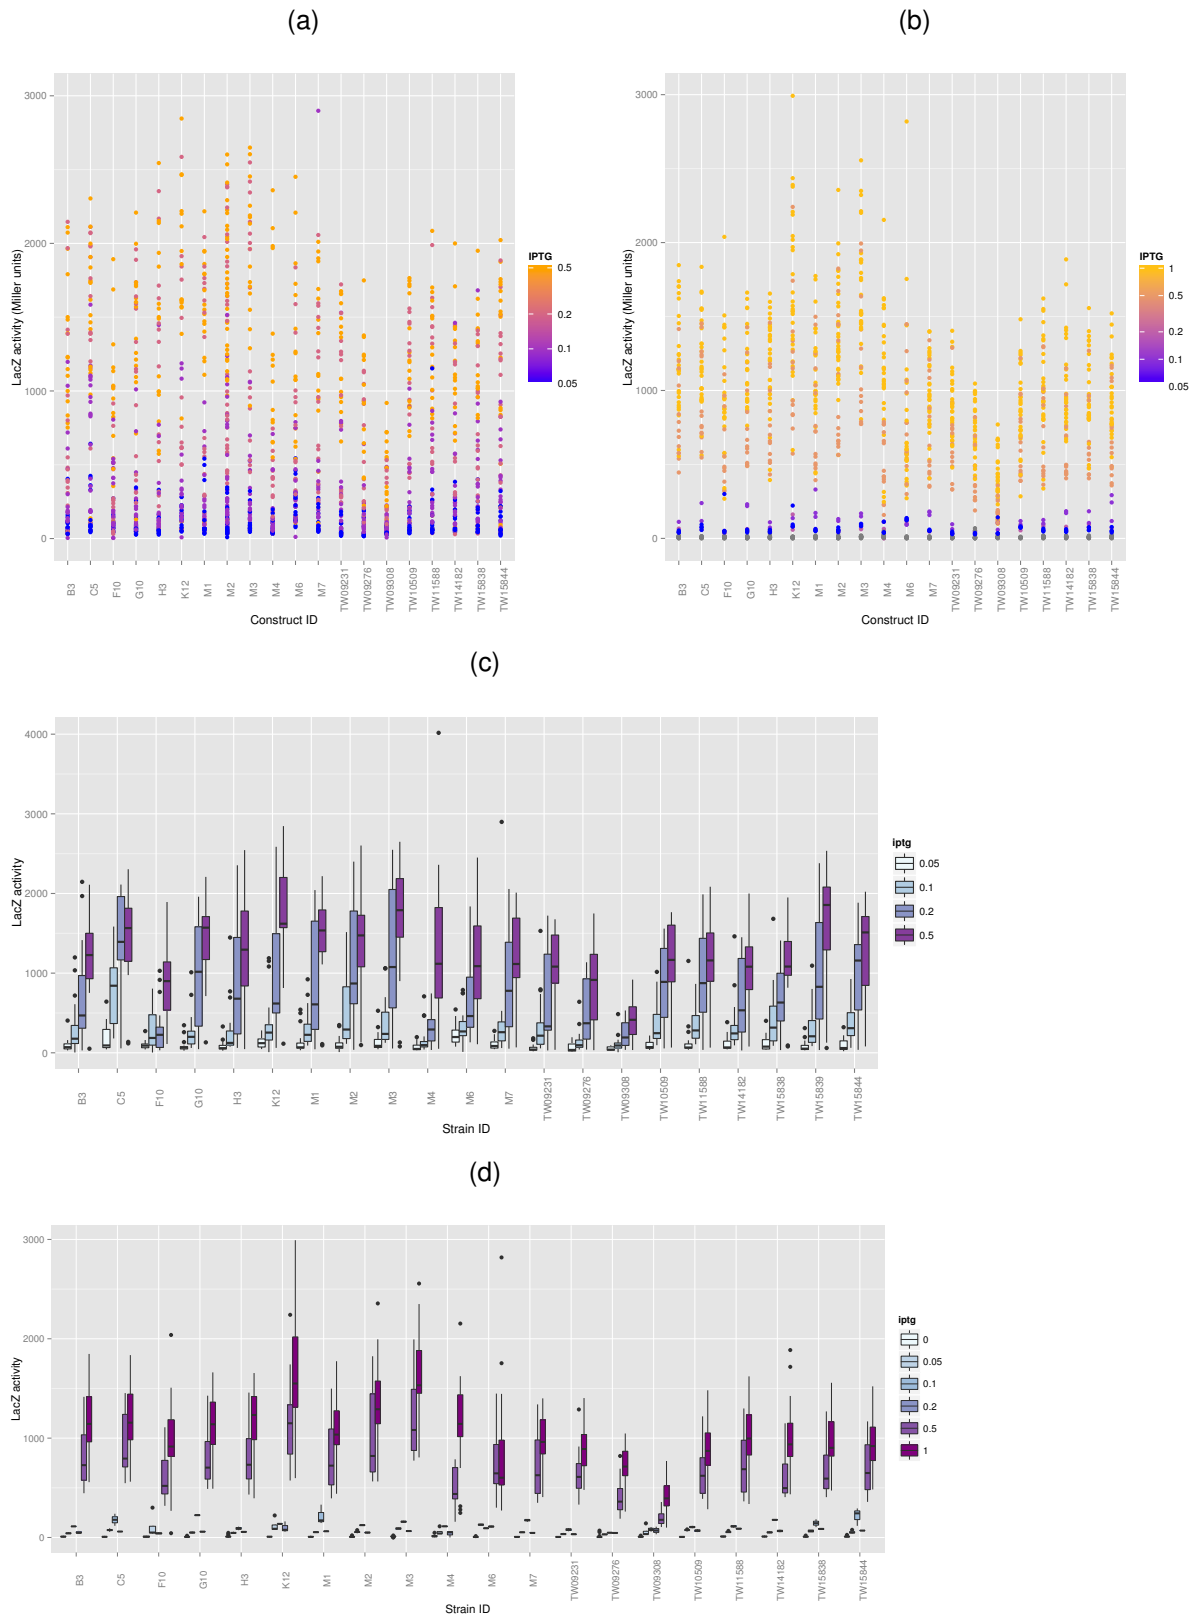 (a)
(b)
3000
2000
1000
0
LacZ activity (Miller units)
B3
C5
F10
G10
H3
K12
M1
M2
M3
M4
M6
M7
TW09231
TW09276
TW09308
TW10509
TW11588
TW14182
TW15838
TW15844
Construct ID
IPTG
0.5
0.2
0.1
0.05
3000
2000
1000
0
LacZ activity (Miller units)
B3
C5
F10
G10
H3
K12
M1
M2
M3
M4
M6
M7
TW09231
TW09276
TW09308
TW10509
TW11588
TW14182
TW15838
TW15844
Construct ID
IPTG
1
0.5
0.2
0.1
0.05
(c)
4000
3000
2000
1000
0
LacZ activity
B3
C5
F10
G10
H3
K12
M1
M2
M3
M4
M6
M7
TW09231
TW09276
TW09308
TW10509
TW11588
TW14182
TW15838
TW15839
TW15844
Strain ID
iptg
0.05
0.1
0.2
0.5
(d)
3000
2000
1000
0
LacZ activity
B3
C5
F10
G10
H3
K12
M1
M2
M3
M4
M6
M7
TW09231
TW09276
TW09308
TW10509
TW11588
TW14182
TW15838
TW15844
Strain ID
iptg
0
0.05
0.1
0.2
0.5
1